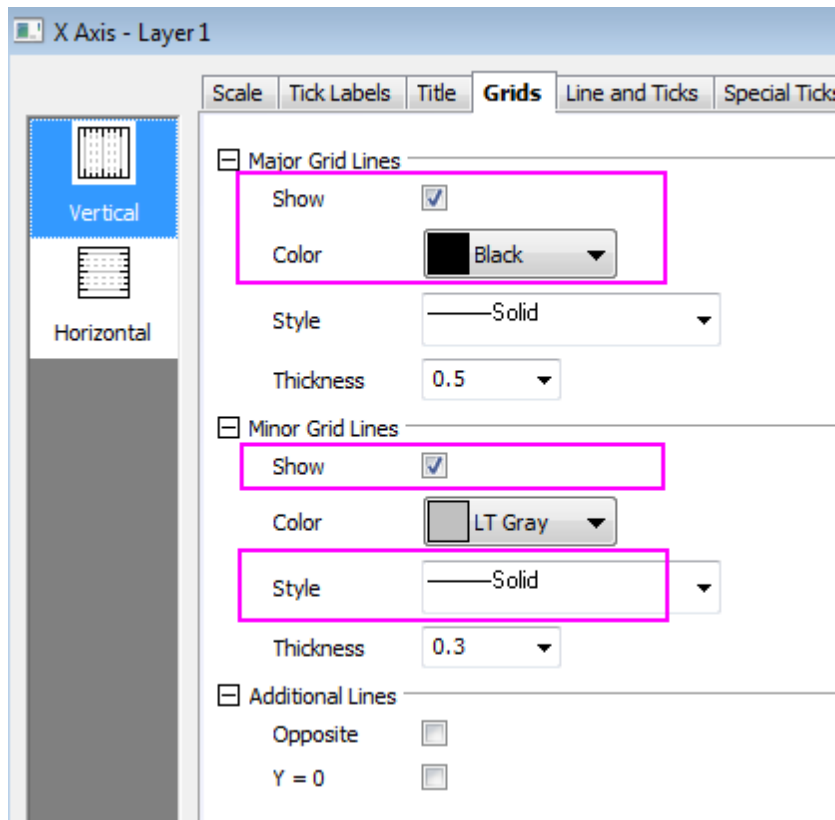 X Axis - Layer 1
Scale Tick Labels Title Grids Line and Ticks Special Ticks
Vertical
Horizontal
Major Grid Lines
Show
Color Black
Style Solid
Thickness 0.5
Minor Grid Lines
Show
Color LT Gray
Style Solid
Thickness 0.3
Additional Lines
Opposite
Y = 0